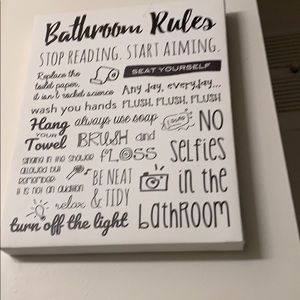 Bathroom Rules
STOP READING. START AIMING.
Replace the
toilet paper,
it isn't rocket science
SEAT YOURSELF
Any day, everyday...
wash you hands FLUSH, FLUSH, FLUSH
Hang
YOUR
Towel
always use soap
SOAP
BRUSH and
FLOSS
NO
SELFIES
in the
bathroom
singing in the shower
allowed but
remember
it is not an audition
relax
BE NEAT
& TIDY
turn off the light